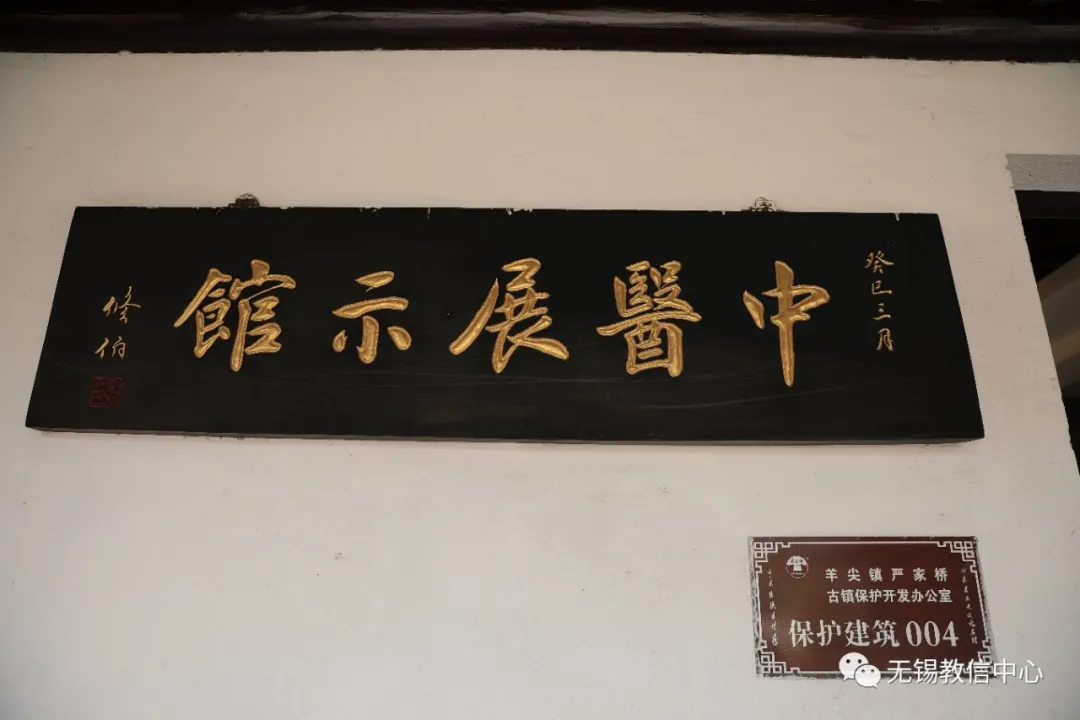 癸巳三月
中醫展示館
修伯
羊尖镇严家桥
古镇保护开发办公室
保护建筑004
无锡教信中心